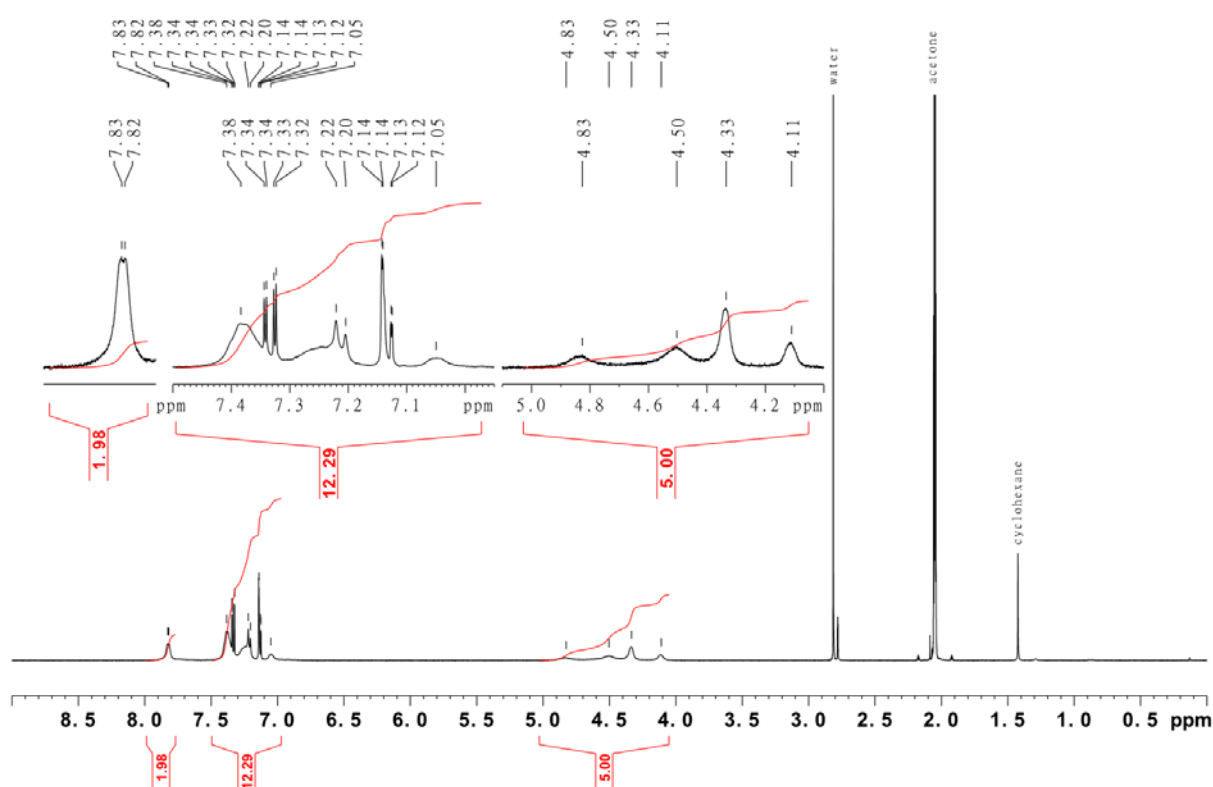 7.83 7.82 7.38 7.34 7.34 7.33 7.32 7.22 7.20 7.14 7.14 7.13 7.12 7.05 4.83 4.50 4.33 4.11
water
acetone
7.83 7.82 7.38 7.34 7.34 7.33 7.32 7.22 7.20 7.14 7.14 7.13 7.12 7.05 4.83 4.50 4.33 4.11
ppm 7.4 7.3 7.2 7.1 ppm 5.0 4.8 4.6 4.4 4.2 ppm
1.98 12.29 5.00
cyclohexane
8.5 8.0 7.5 7.0 6.5 6.0 5.5 5.0 4.5 4.0 3.5 3.0 2.5 2.0 1.5 1.0 0.5 ppm
1.98 12.29 5.00